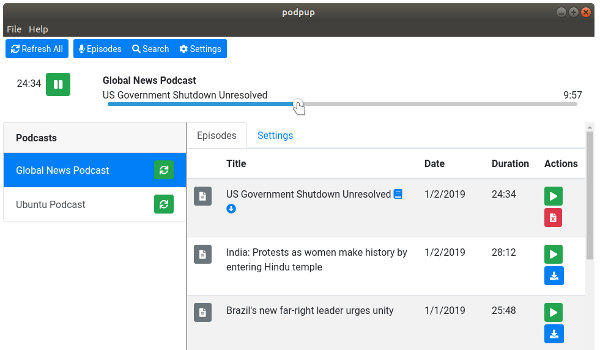 podpup
File Help
Refresh All Episodes Search Settings
24:34
Global News Podcast
US Government Shutdown Unresolved
9:57
Podcasts
Global News Podcast
Ubuntu Podcast
Episodes Settings
Title Date Duration Actions
US Government Shutdown Unresolved 1/2/2019 24:34
India: Protests as women make history by 1/2/2019 28:12
entering Hindu temple
Brazil's new far-right leader urges unity 1/1/2019 25:48